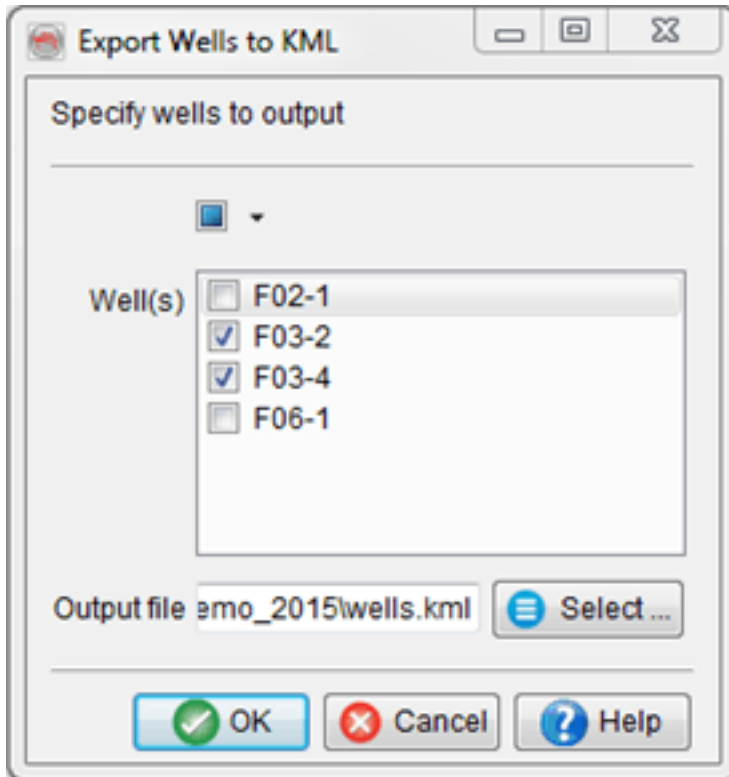 Export Wells to KML
Specify wells to output
Well(s)
F02-1
F03-2
F03-4
F06-1
Output file emo_2015\wells.kml Select ...
OK Cancel Help